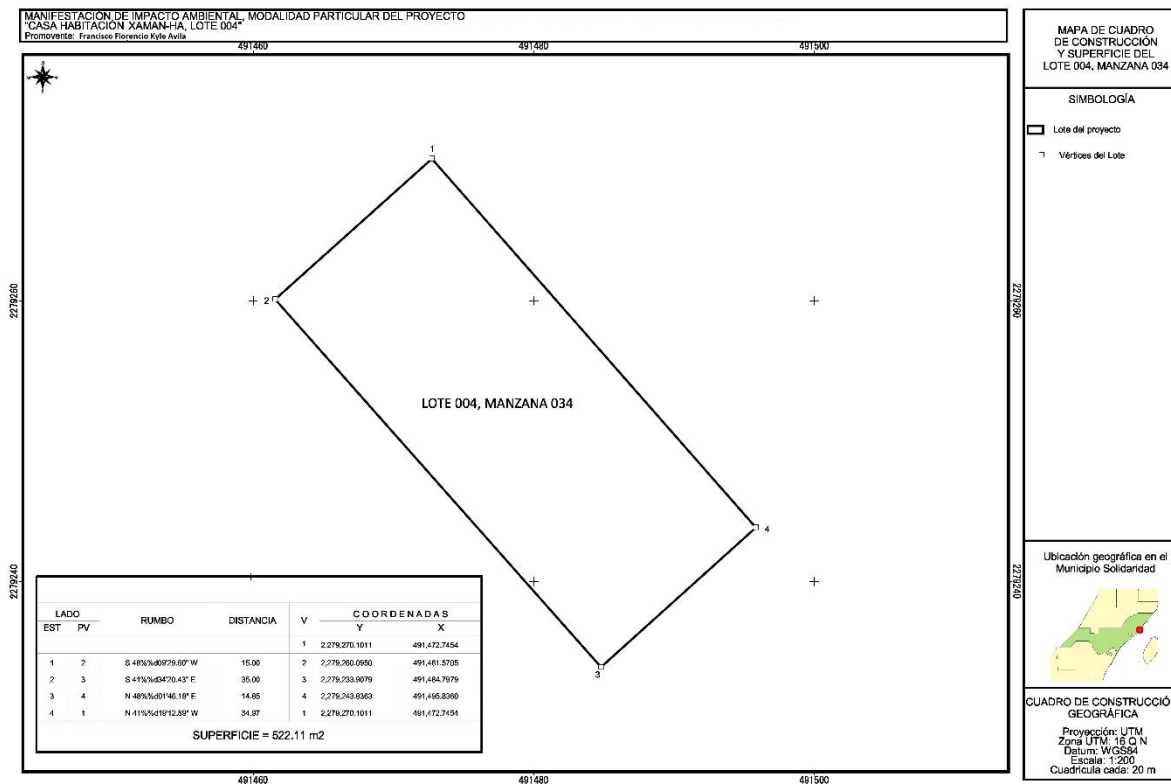 MANIFESTACIÓN DE IMPACTO AMBIENTAL, MODALIDAD PARTICULAR DEL PROYECTO
"CASA HABITACIÓN XAMAN-HA, LOTE 004"
Promovente: Francisco Florencio Kyle Avila
491460 491480 491500
MAPA DE CUADRO
DE CONSTRUCCIÓN
Y SUPERFICIE DEL
LOTE 004, MANZANA 034
SIMBOLOGÍA
Lote del proyecto
Vértices del Lote
1
2
2279260 2279260
LOTE 004, MANZANA 034
4
3
2279240 2279240
LADO RUMBO DISTANCIA V COORDENADAS
EST PV Y X
1 2,279,270.1011 491,472.7454
1 2 S 48%%d09'29.60" W 15.00 2 2,279,260.0950 491,461.5705
2 3 S 41%%d34'20.43" E 35.00 3 2,279,233.9079 491,484.7979
3 4 N 48%%d01'46.18" E 14.85 4 2,279,243.8363 491,495.8360
4 1 N 41%%d19'12.89" W 34.97 1 2,279,270.1011 491,472.7454
SUPERFICIE = 522.11 m2
491460 491480 491500
Ubicación geográfica en el
Municipio Solidaridad
CUADRO DE CONSTRUCCIÓ
GEOGRÁFICA
Proyección: UTM
Zona UTM: 16 Q N
Datum: WGS84
Escala: 1:200
Cuadrícula cada: 20 m